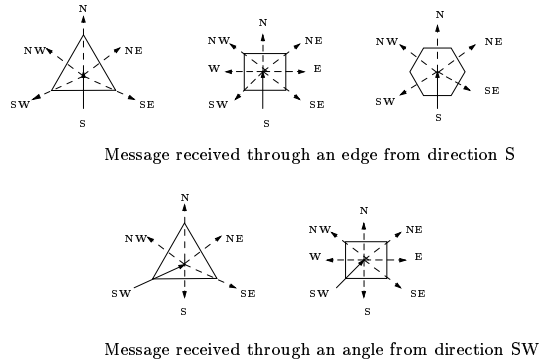 N N N
NW NE NW NE NW NE
W E
SW SE SW SE SW SE
S S S
Message received through an edge from direction S
N N
NW NE NW NE
W E
SW SE SW SE
S S
Message received through an angle from direction SW